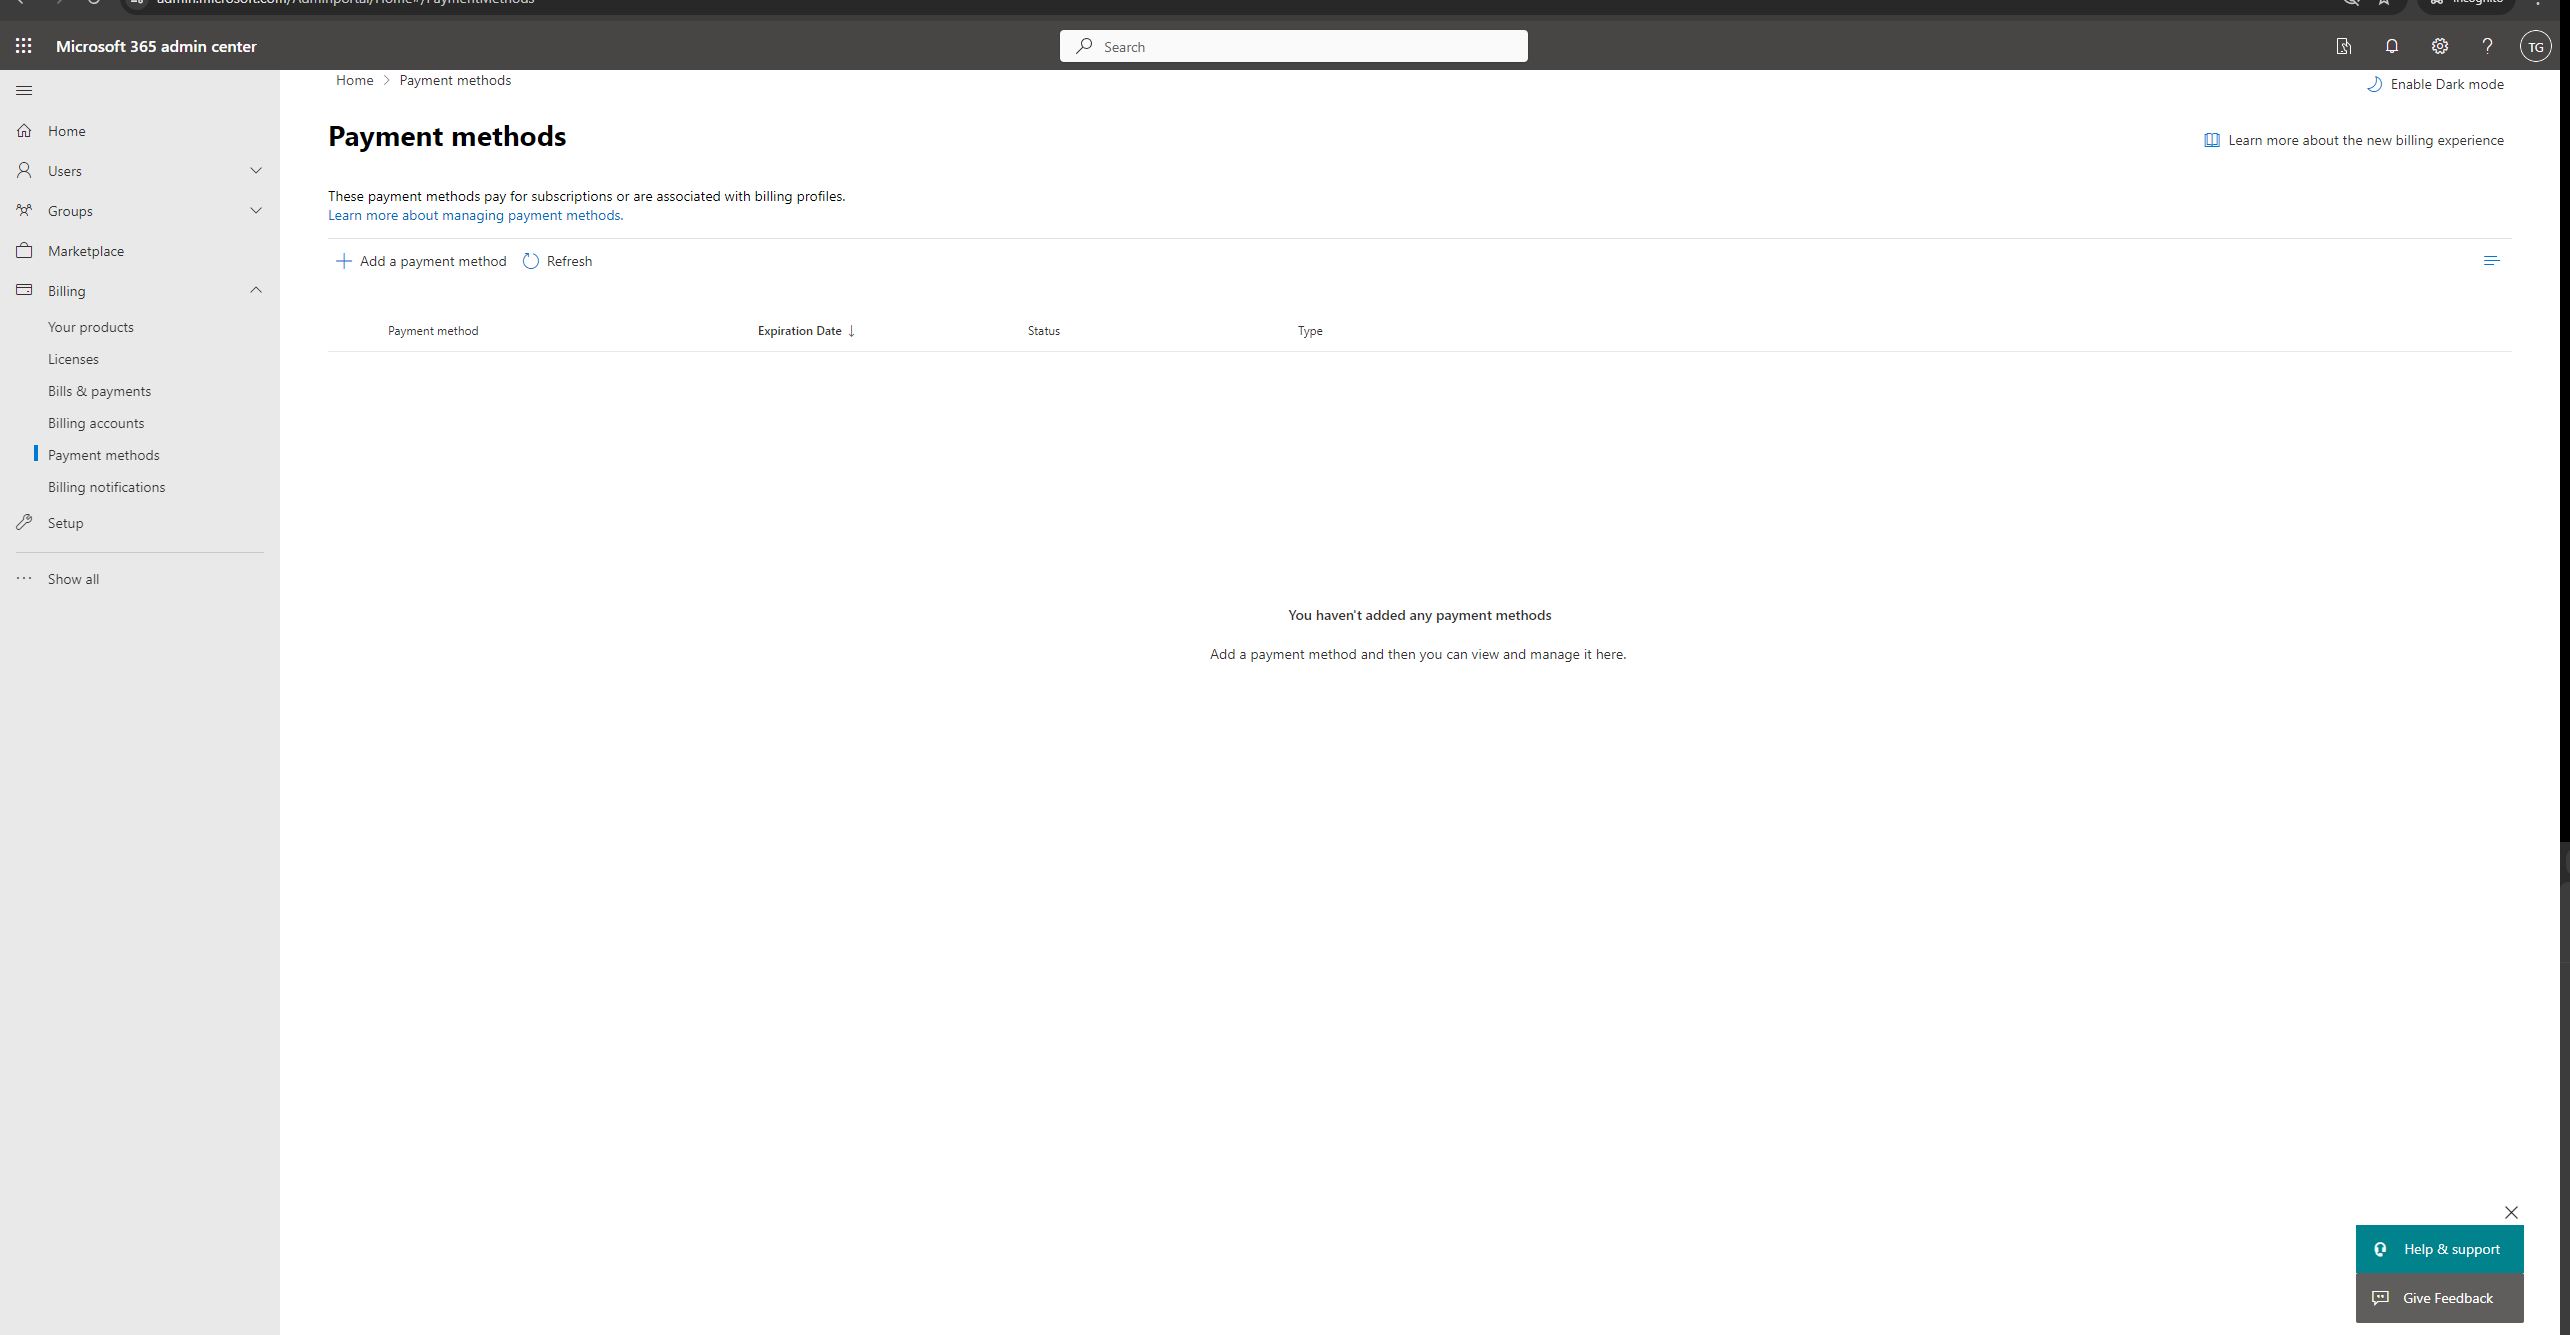 admin.microsoft.com/Adminportal/Home#/PaymentMethods
Incognito
Microsoft 365 admin center
Search
TG
Home
Users
Groups
Marketplace
Billing
Your products
Licenses
Bills & payments
Billing accounts
Payment methods
Billing notifications
Setup
Show all
Home > Payment methods
Enable Dark mode
Payment methods
Learn more about the new billing experience
These payment methods pay for subscriptions or are associated with billing profiles.
Learn more about managing payment methods.
Add a payment method Refresh
Payment method Expiration Date ↓ Status Type
You haven't added any payment methods
Add a payment method and then you can view and manage it here.
Help & support
Give Feedback